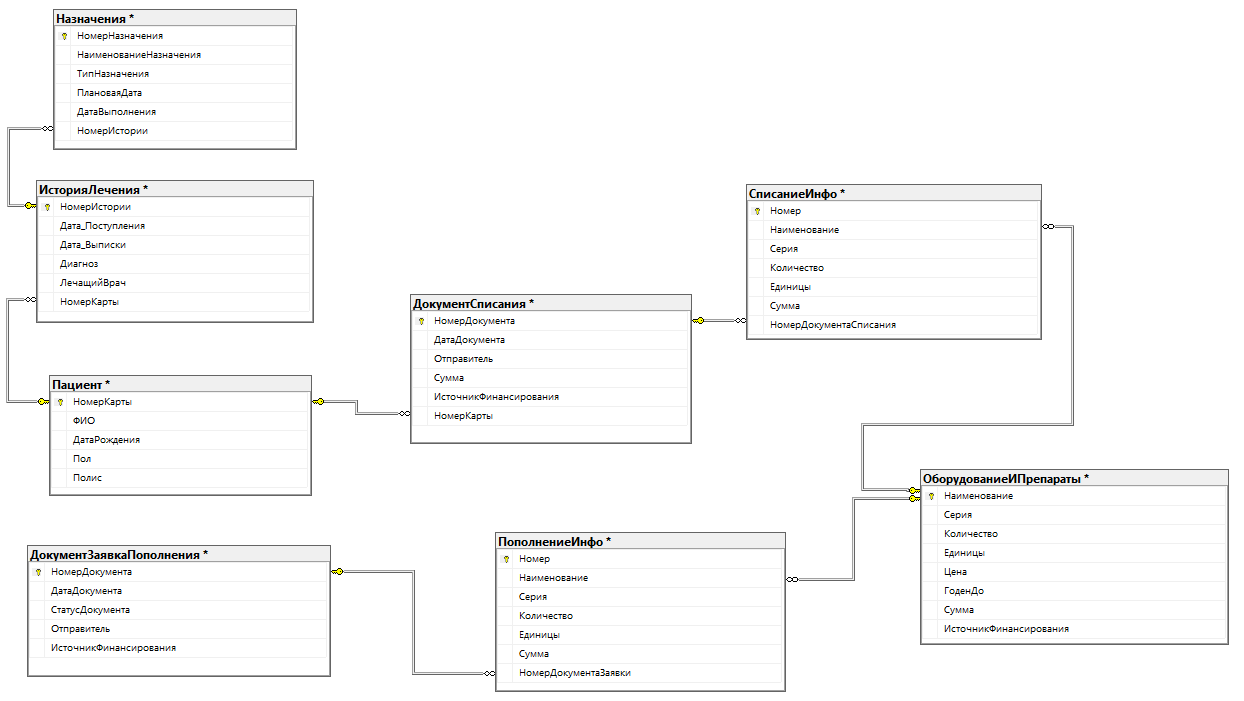 Назначения *
НомерНазначения
НаименованиеНазначения
ТипНазначения
ПлановаяДата
ДатаВыполнения
НомерИстории
ИсторияЛечения *
НомерИстории
Дата_Поступления
Дата_Выписки
Диагноз
ЛечащийВрач
НомерКарты
Пациент *
НомерКарты
ФИО
ДатаРождения
Пол
Полис
ДокументСписания *
НомерДокумента
ДатаДокумента
Отправитель
Сумма
ИсточникФинансирования
НомерКарты
СписаниеИнфо *
Номер
Наименование
Серия
Количество
Единицы
Сумма
НомерДокументаСписания
ОборудованиеИПрепараты *
Наименование
Серия
Количество
Единицы
Цена
ГоденДо
Сумма
ИсточникФинансирования
ДокументЗаявкаПополнения *
НомерДокумента
ДатаДокумента
СтатусДокумента
Отправитель
ИсточникФинансирования
ПополнениеИнфо *
Номер
Наименование
Серия
Количество
Единицы
Сумма
НомерДокументаЗаявки